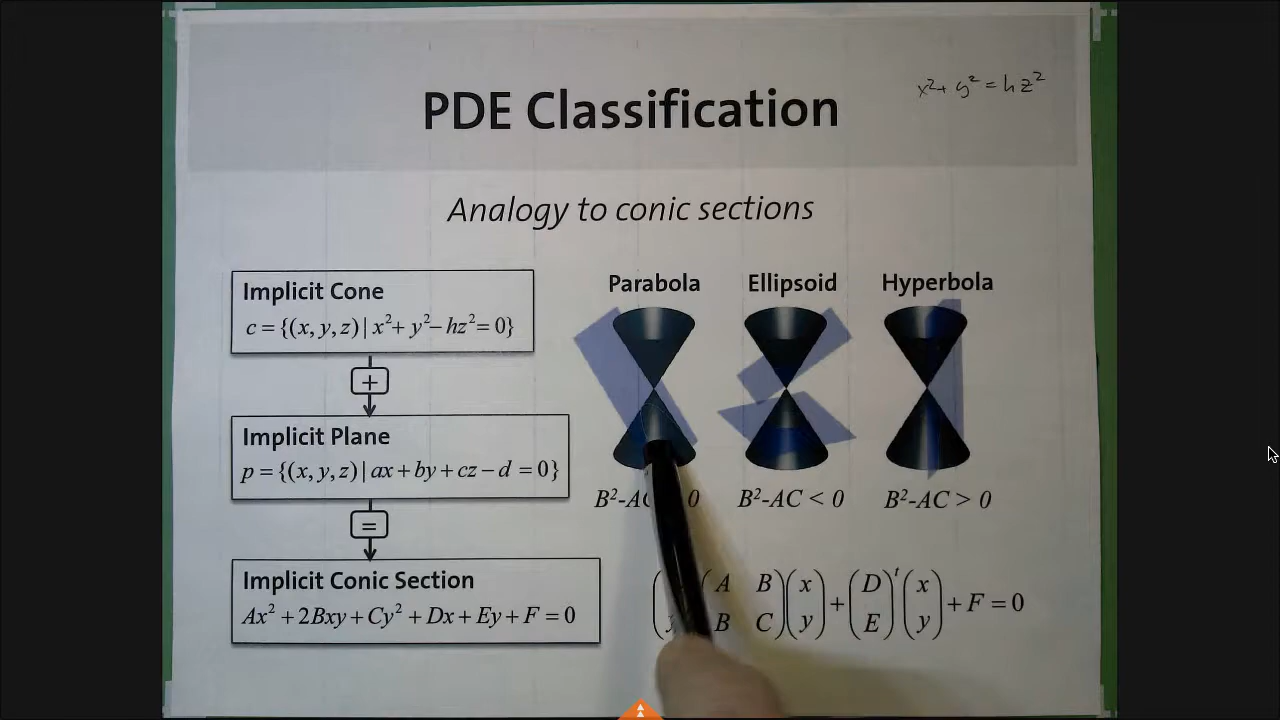 x²+ y² = hz²
PDE Classification
Analogy to conic sections
Implicit Cone
c = {(x, y, z) | x² + y² − hz² = 0}
+
Implicit Plane
p = {(x, y, z) | ax + by + cz − d = 0}
=
Implicit Conic Section
Ax² + 2Bxy + Cy² + Dx + Ey + F = 0
Parabola Ellipsoid Hyperbola
B²-AC 0 B²-AC < 0 B²-AC > 0
A B x D t x
+ + F = 0
y B C y E y